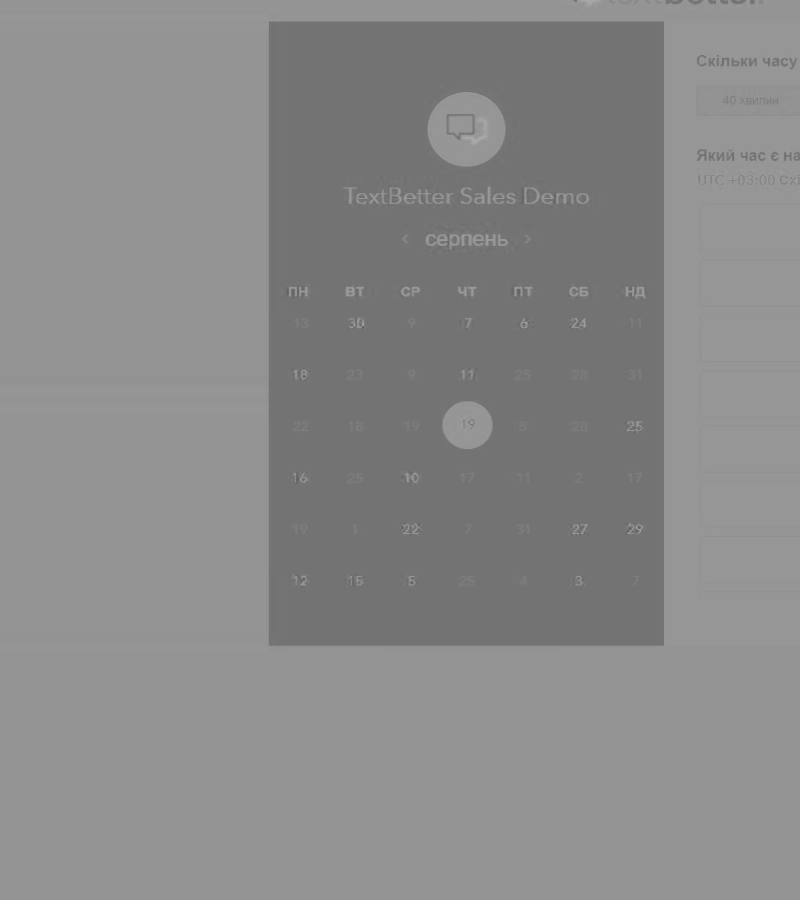 textbetter
TextBetter Sales Demo
серпень
ПН ВТ СР ЧТ ПТ СБ НД
13 30 9 7 6 24 11
18 23 9 11 25 28 31
22 18 19 19 28 25
16 25 10 17 11 2 17
19 1 22 7 31 27 29
12 15 5 25 4 3 7
Скільки часу
40 хвилин
Який час є на
UTC +03:00 Схі